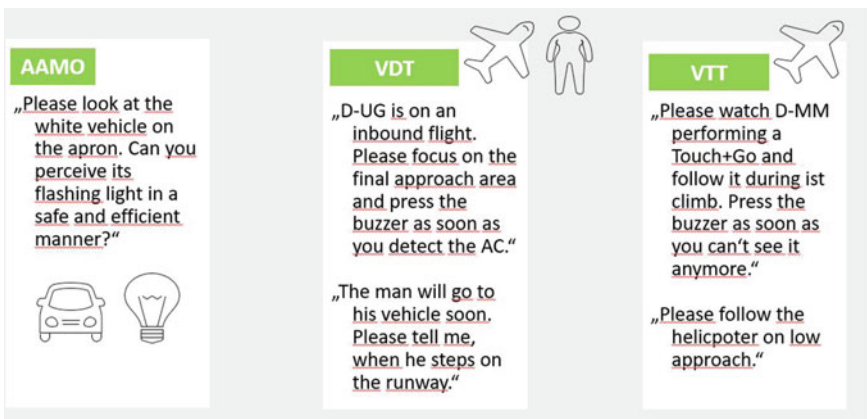 AAMO
„Please look at the
white vehicle on
the apron. Can you
perceive its
flashing light in a
safe and efficient
manner?“
VDT
„D-UG is on an
inbound flight.
Please focus on the
final approach area
and press the
buzzer as soon as
you detect the AC.“
„The man will go to
his vehicle soon.
Please tell me,
when he steps on
the runway.“
VTT
„Please watch D-MM
performing a
Touch+Go and
follow it during ist
climb. Press the
buzzer as soon as
you can‘t see it
anymore.“
„Please follow the
helicpoter on low
approach.“